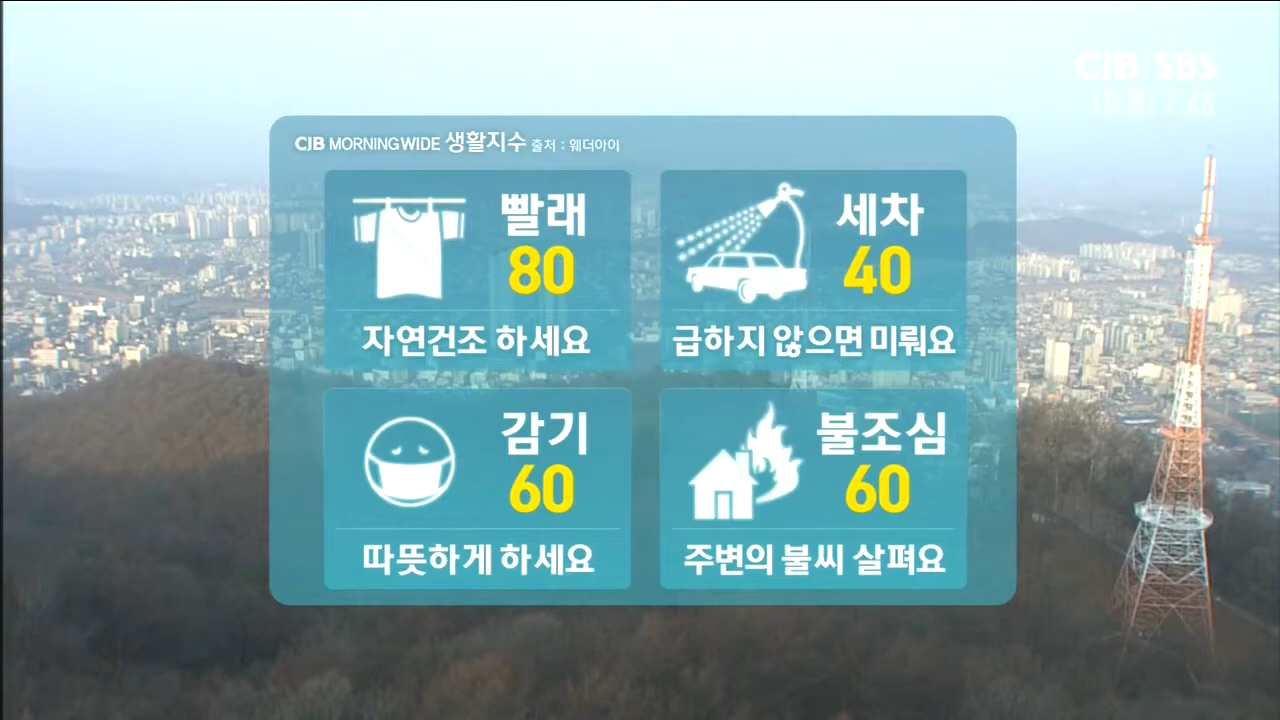 CJB SBS
CJB MORNINGWIDE 생활지수 출처 : 웨더아이
빨래
80
자연건조 하세요
세차
40
급하지 않으면 미뤄요
감기
60
따뜻하게 하세요
불조심
60
주변의 불씨 살펴요